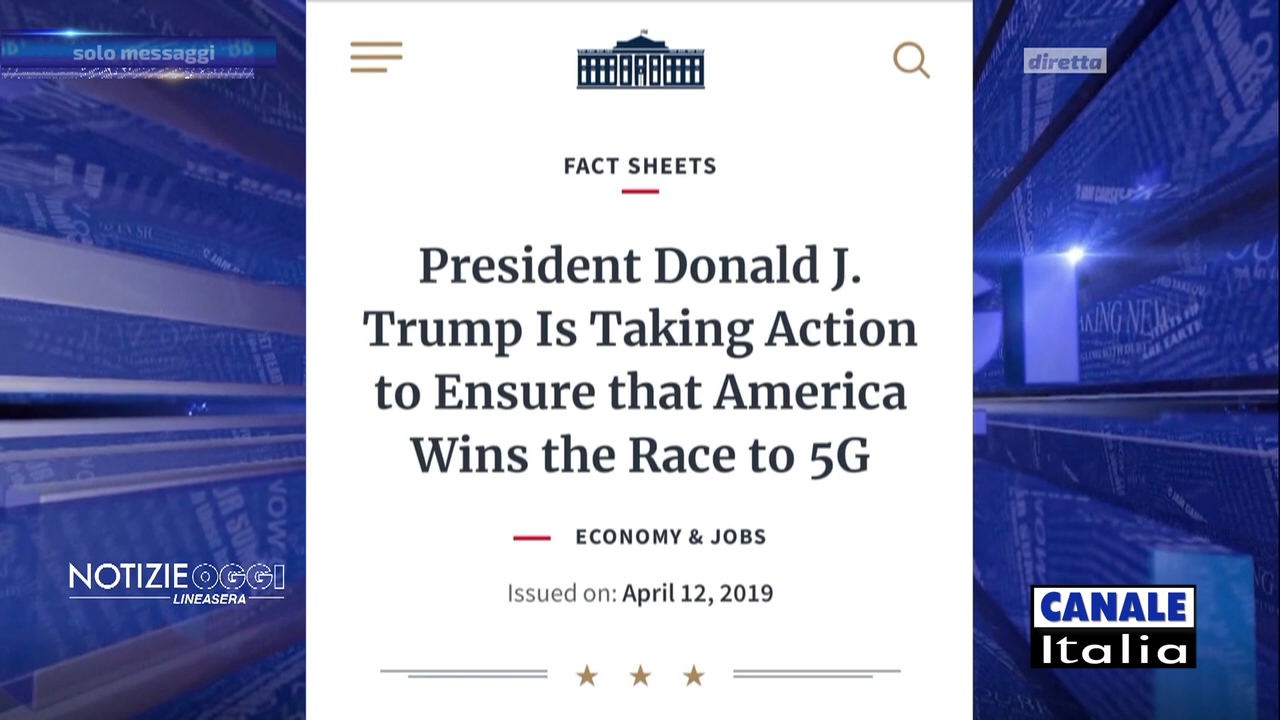 solo messaggi
diretta
FACT SHEETS
President Donald J.
Trump Is Taking Action
to Ensure that America
Wins the Race to 5G
ECONOMY & JOBS
Issued on: April 12, 2019
NOTIZIE OGGI
LINEASERA
CANALE
Italia